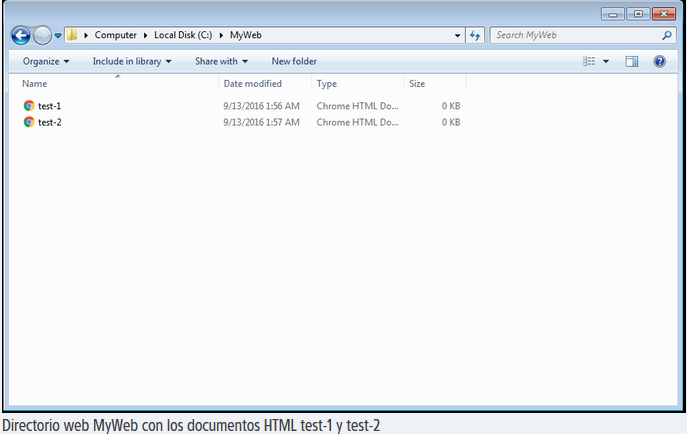 Computer Local Disk (C:) MyWeb Search MyWeb
Organize Include in library Share with New folder
Name Date modified Type Size
test-1 9/13/2016 1:56 AM Chrome HTML Do... 0 KB
test-2 9/13/2016 1:57 AM Chrome HTML Do... 0 KB
Directorio web MyWeb con los documentos HTML test-1 y test-2